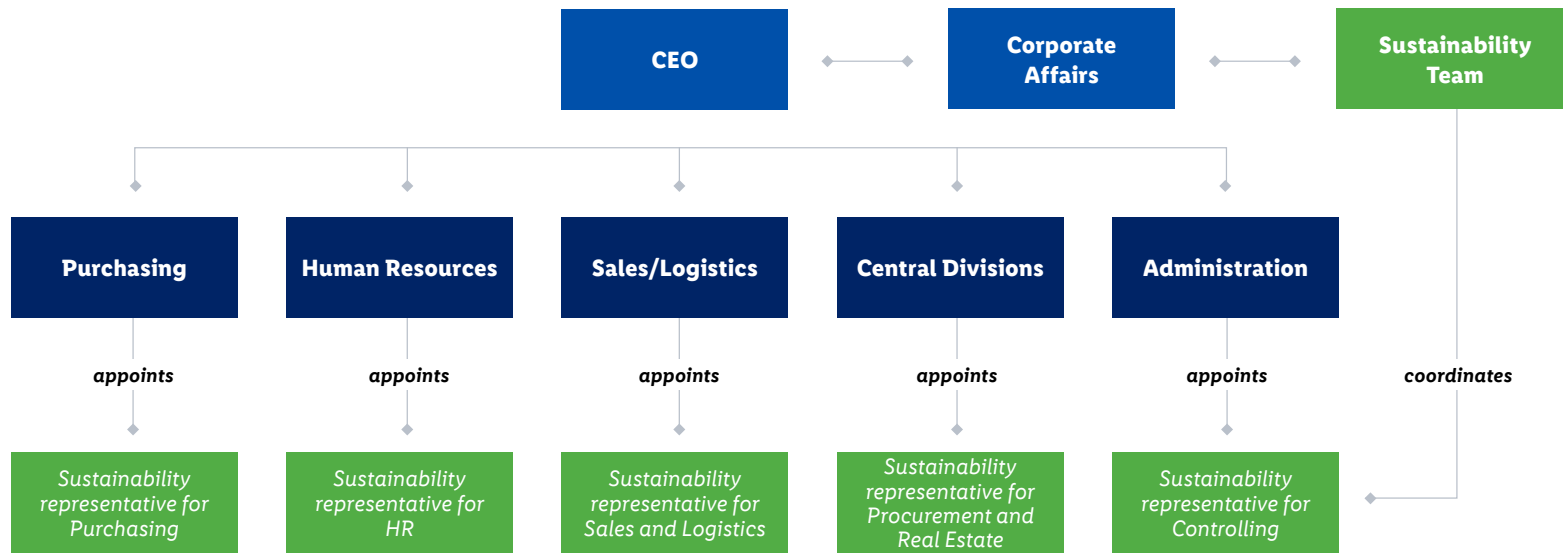 CEO
Corporate
Affairs
Sustainability
Team
Purchasing
Human Resources
Sales/Logistics
Central Divisions
Administration
appoints
appoints
appoints
appoints
appoints
coordinates
Sustainability
representative for
Purchasing
Sustainability
representative for
HR
Sustainability
representative for
Sales and Logistics
Sustainability
representative for
Procurement and
Real Estate
Sustainability
representative for
Controlling